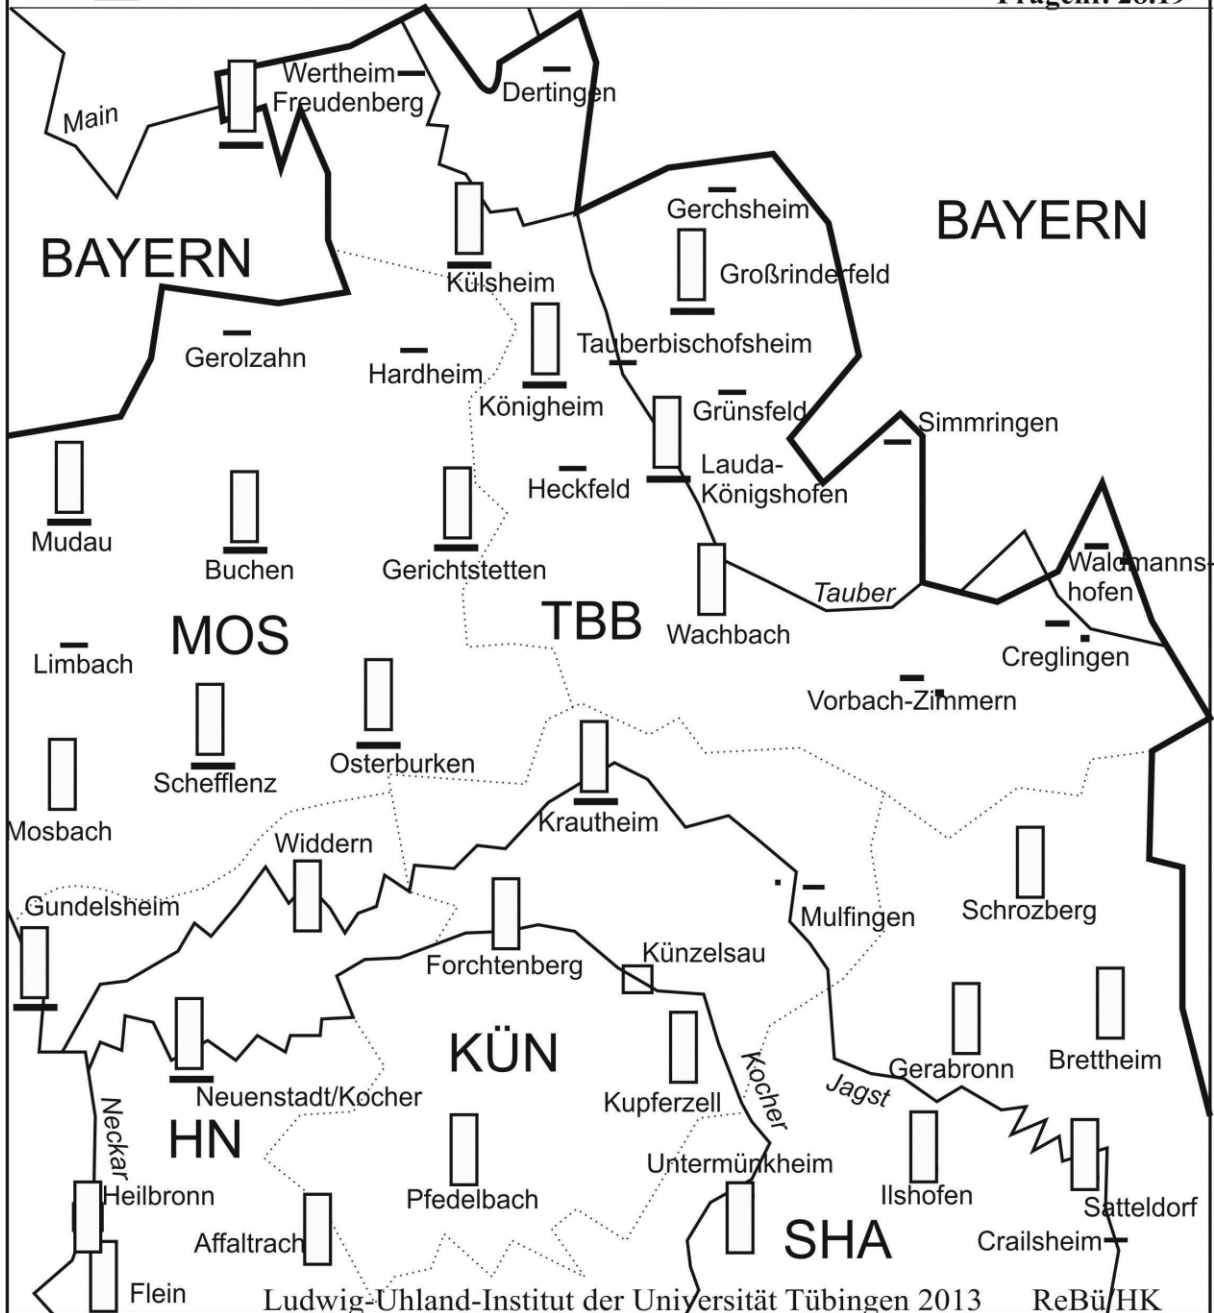 Fragenr. 28.19
Wertheim
Freudenberg
Dertingen
Main
Gerchsheim
BAYERN
BAYERN
Großrinderfeld
Külsheim
Tauberbischofsheim
Gerolzahn
Hardheim
Königheim
Grünsfeld
Simmringen
Lauda-
Königshofen
Heckfeld
Mudau
Buchen
Gerichtstetten
Waldmanns-
hofen
Tauber
MOS
TBB
Wachbach
Limbach
Creglingen
Vorbach-Zimmern
Osterburken
Schefflenz
Mosbach
Krautheim
Widdern
Gundelsheim
Mulfingen
Schrozberg
Forchtenberg
Künzelsau
KÜN
Kocher
Gerabronn
Brettheim
Jagst
Neuenstadt/Kocher
Kupferzell
Neckar
HN
Untermünkheim
Heilbronn
Pfedelbach
Ilshofen
Satteldorf
Affaltrach
SHA
Crailsheim
Flein
Ludwig-Uhland-Institut der Universität Tübingen 2013 ReBü/HK